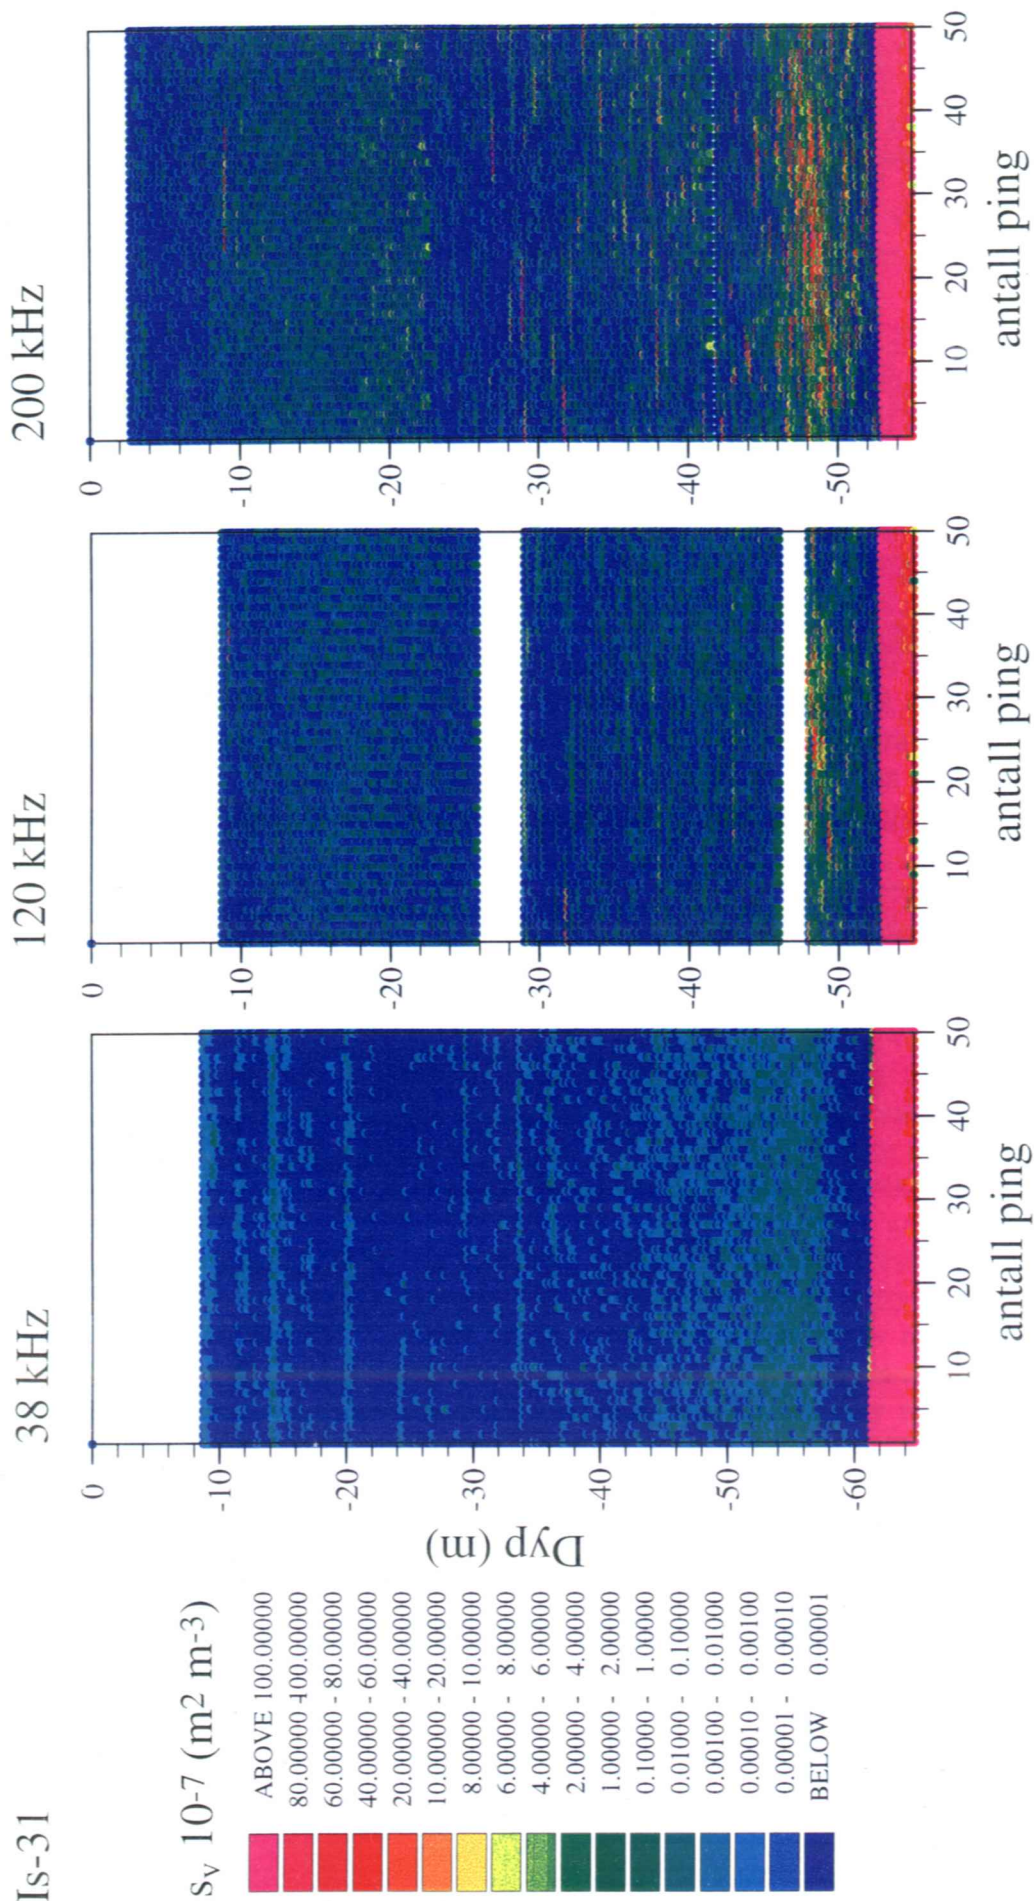 Is-31
38 kHz
120 kHz
200 kHz
s_v 10-7 (m2 m-3)
ABOVE 100.00000
80.00000 -100.00000
60.00000 - 80.00000
40.00000 - 60.00000
20.00000 - 40.00000
10.00000 - 20.00000
8.00000 - 10.00000
6.00000 - 8.00000
4.00000 - 6.00000
2.00000 - 4.00000
1.00000 - 2.00000
0.10000 - 1.00000
0.01000 - 0.10000
0.00100 - 0.01000
0.00010 - 0.00100
0.00001 - 0.00010
BELOW 0.00001
Dyp (m)
0
-10
-20
-30
-40
-50
-60
10
20
30
40
50
antall ping
0
-10
-20
-30
-40
-50
10
20
30
40
50
antall ping
0
-10
-20
-30
-40
-50
10
20
30
40
50
antall ping